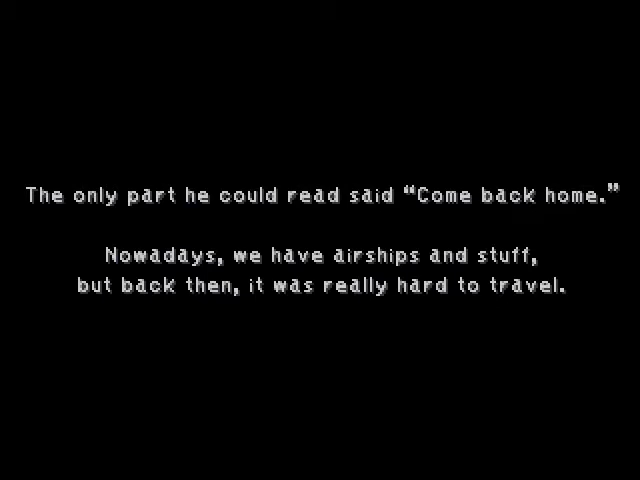 The only part he could read said “Come back home.”
Nowadays, we have airships and stuff,
but back then, it was really hard to travel.